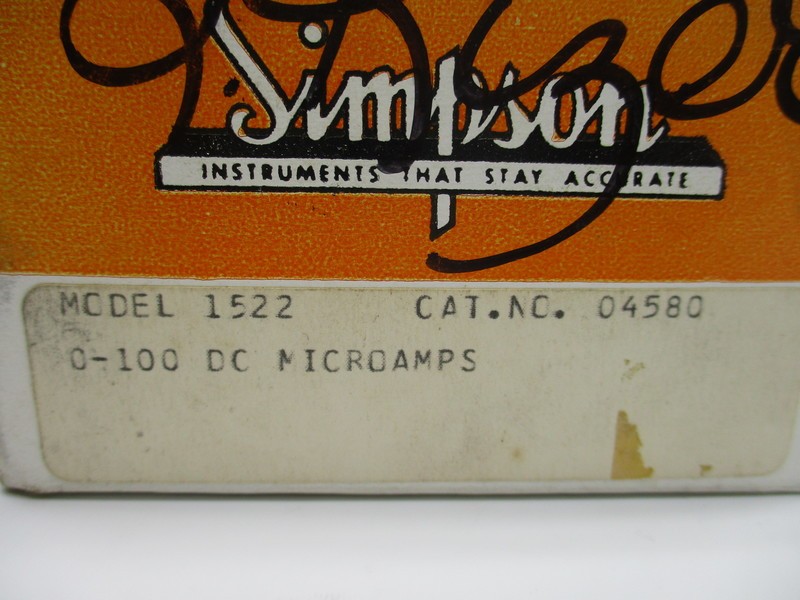 Simpson
INSTRUMENTS THAT STAY ACCURATE
MODEL 1522 CAT.NO. 04580
0-100 DC MICROAMPS